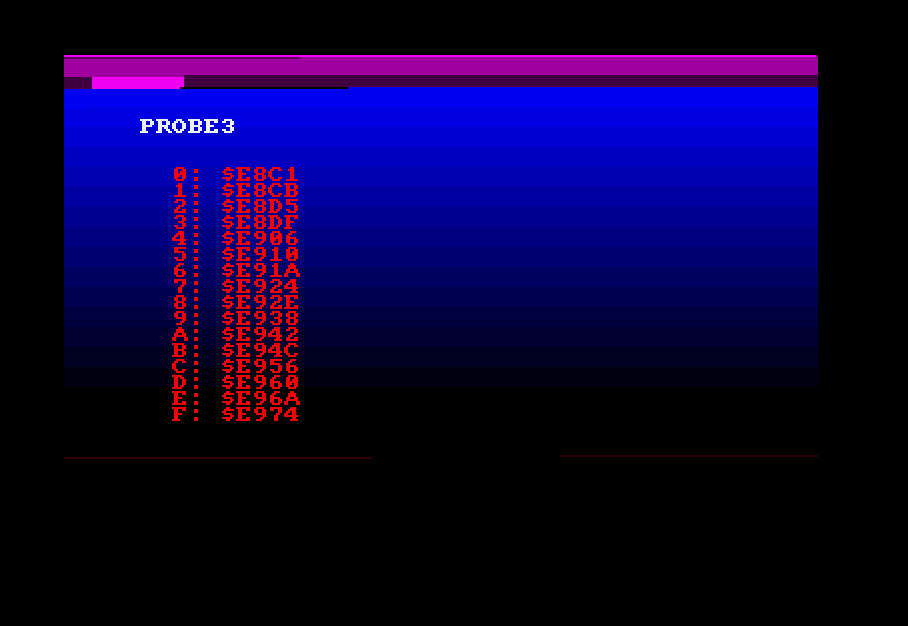 PROBE3
0: $E8C1
1: $E8CB
2: $E8D5
3: $E8DF
4: $E906
5: $E910
6: $E91A
7: $E924
8: $E92E
9: $E938
A: $E942
B: $E94C
C: $E956
D: $E960
E: $E96A
F: $E974